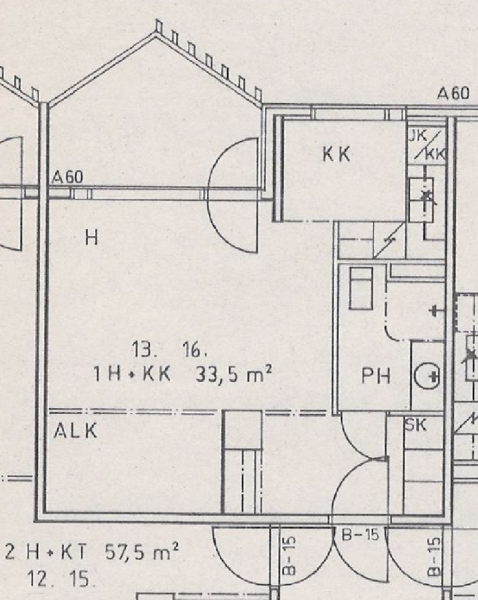 A60
JK
KK
KK
A60
H
13. 16.
1 H + KK 33,5 m²
PH
ALK
SK
B-15
B-15
B-15
2 H + KT 57,5 m²
12. 15.